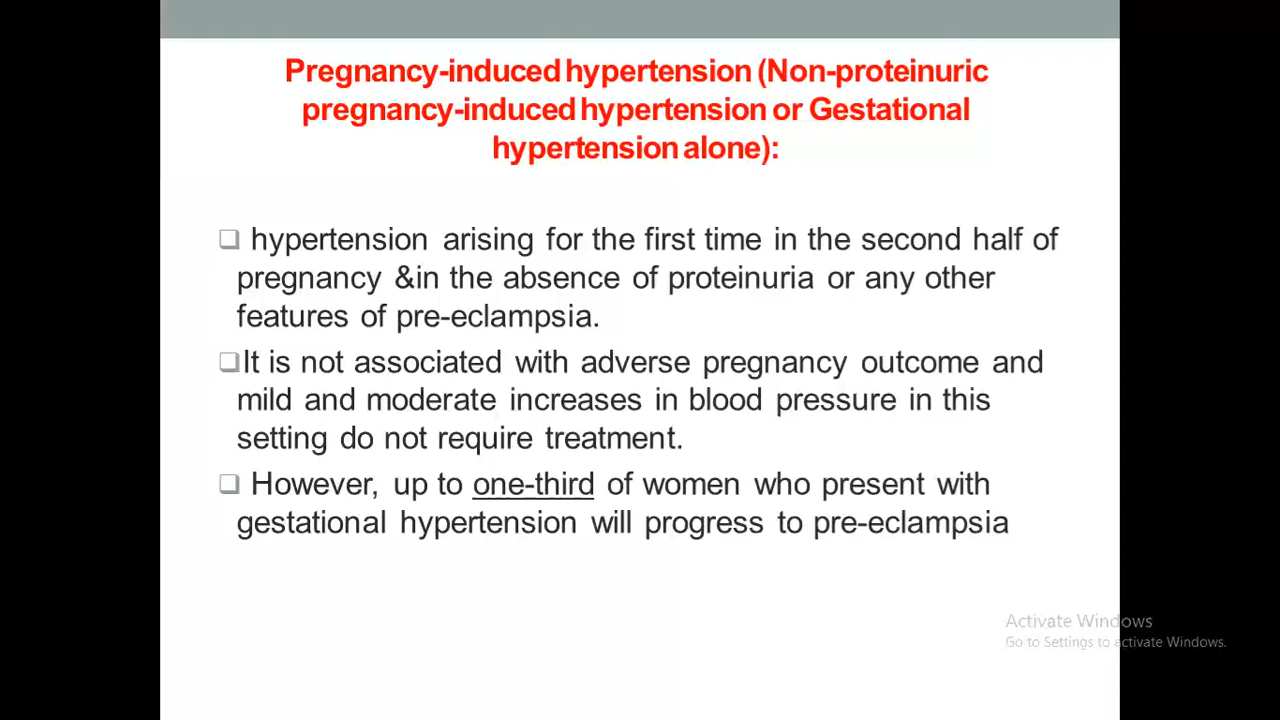 Pregnancy-induced hypertension (Non-proteinuric
pregnancy-induced hypertension or Gestational
hypertension alone):
hypertension arising for the first time in the second half of
pregnancy &in the absence of proteinuria or any other
features of pre-eclampsia.
It is not associated with adverse pregnancy outcome and
mild and moderate increases in blood pressure in this
setting do not require treatment.
However, up to one-third of women who present with
gestational hypertension will progress to pre-eclampsia
Activate Windows
Go to Settings to activate Windows.